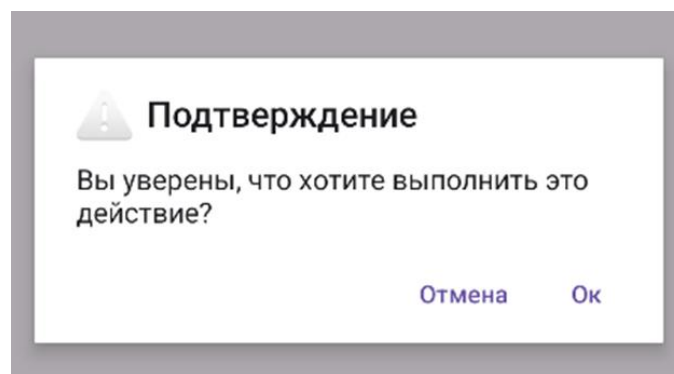 Подтверждение
Вы уверены, что хотите выполнить это
действие?
Отмена Ок